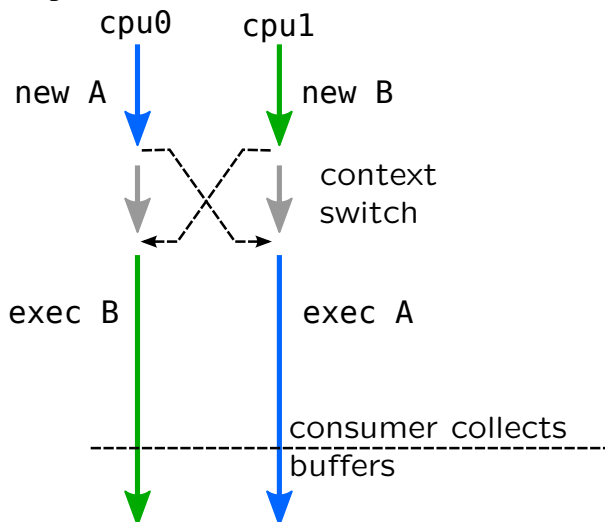 cpu0 cpu1
new A new B
context
switch
exec B exec A
consumer collects
buffers